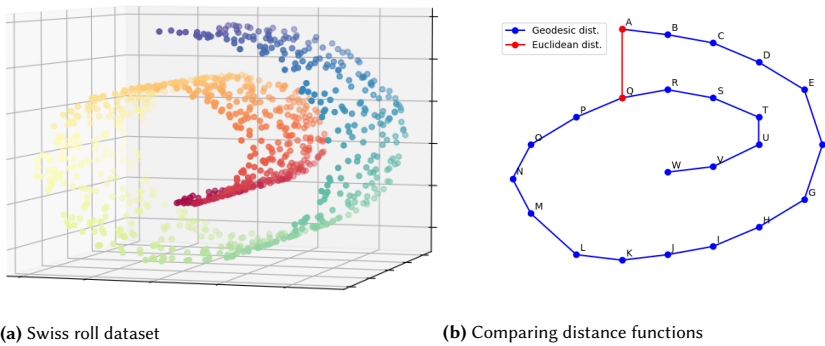 Geodesic dist.
Euclidean dist.
A
B
C
D
E
G
H
I
J
K
L
M
N
O
P
Q
R
S
T
U
V
W
(a) Swiss roll dataset
(b) Comparing distance functions